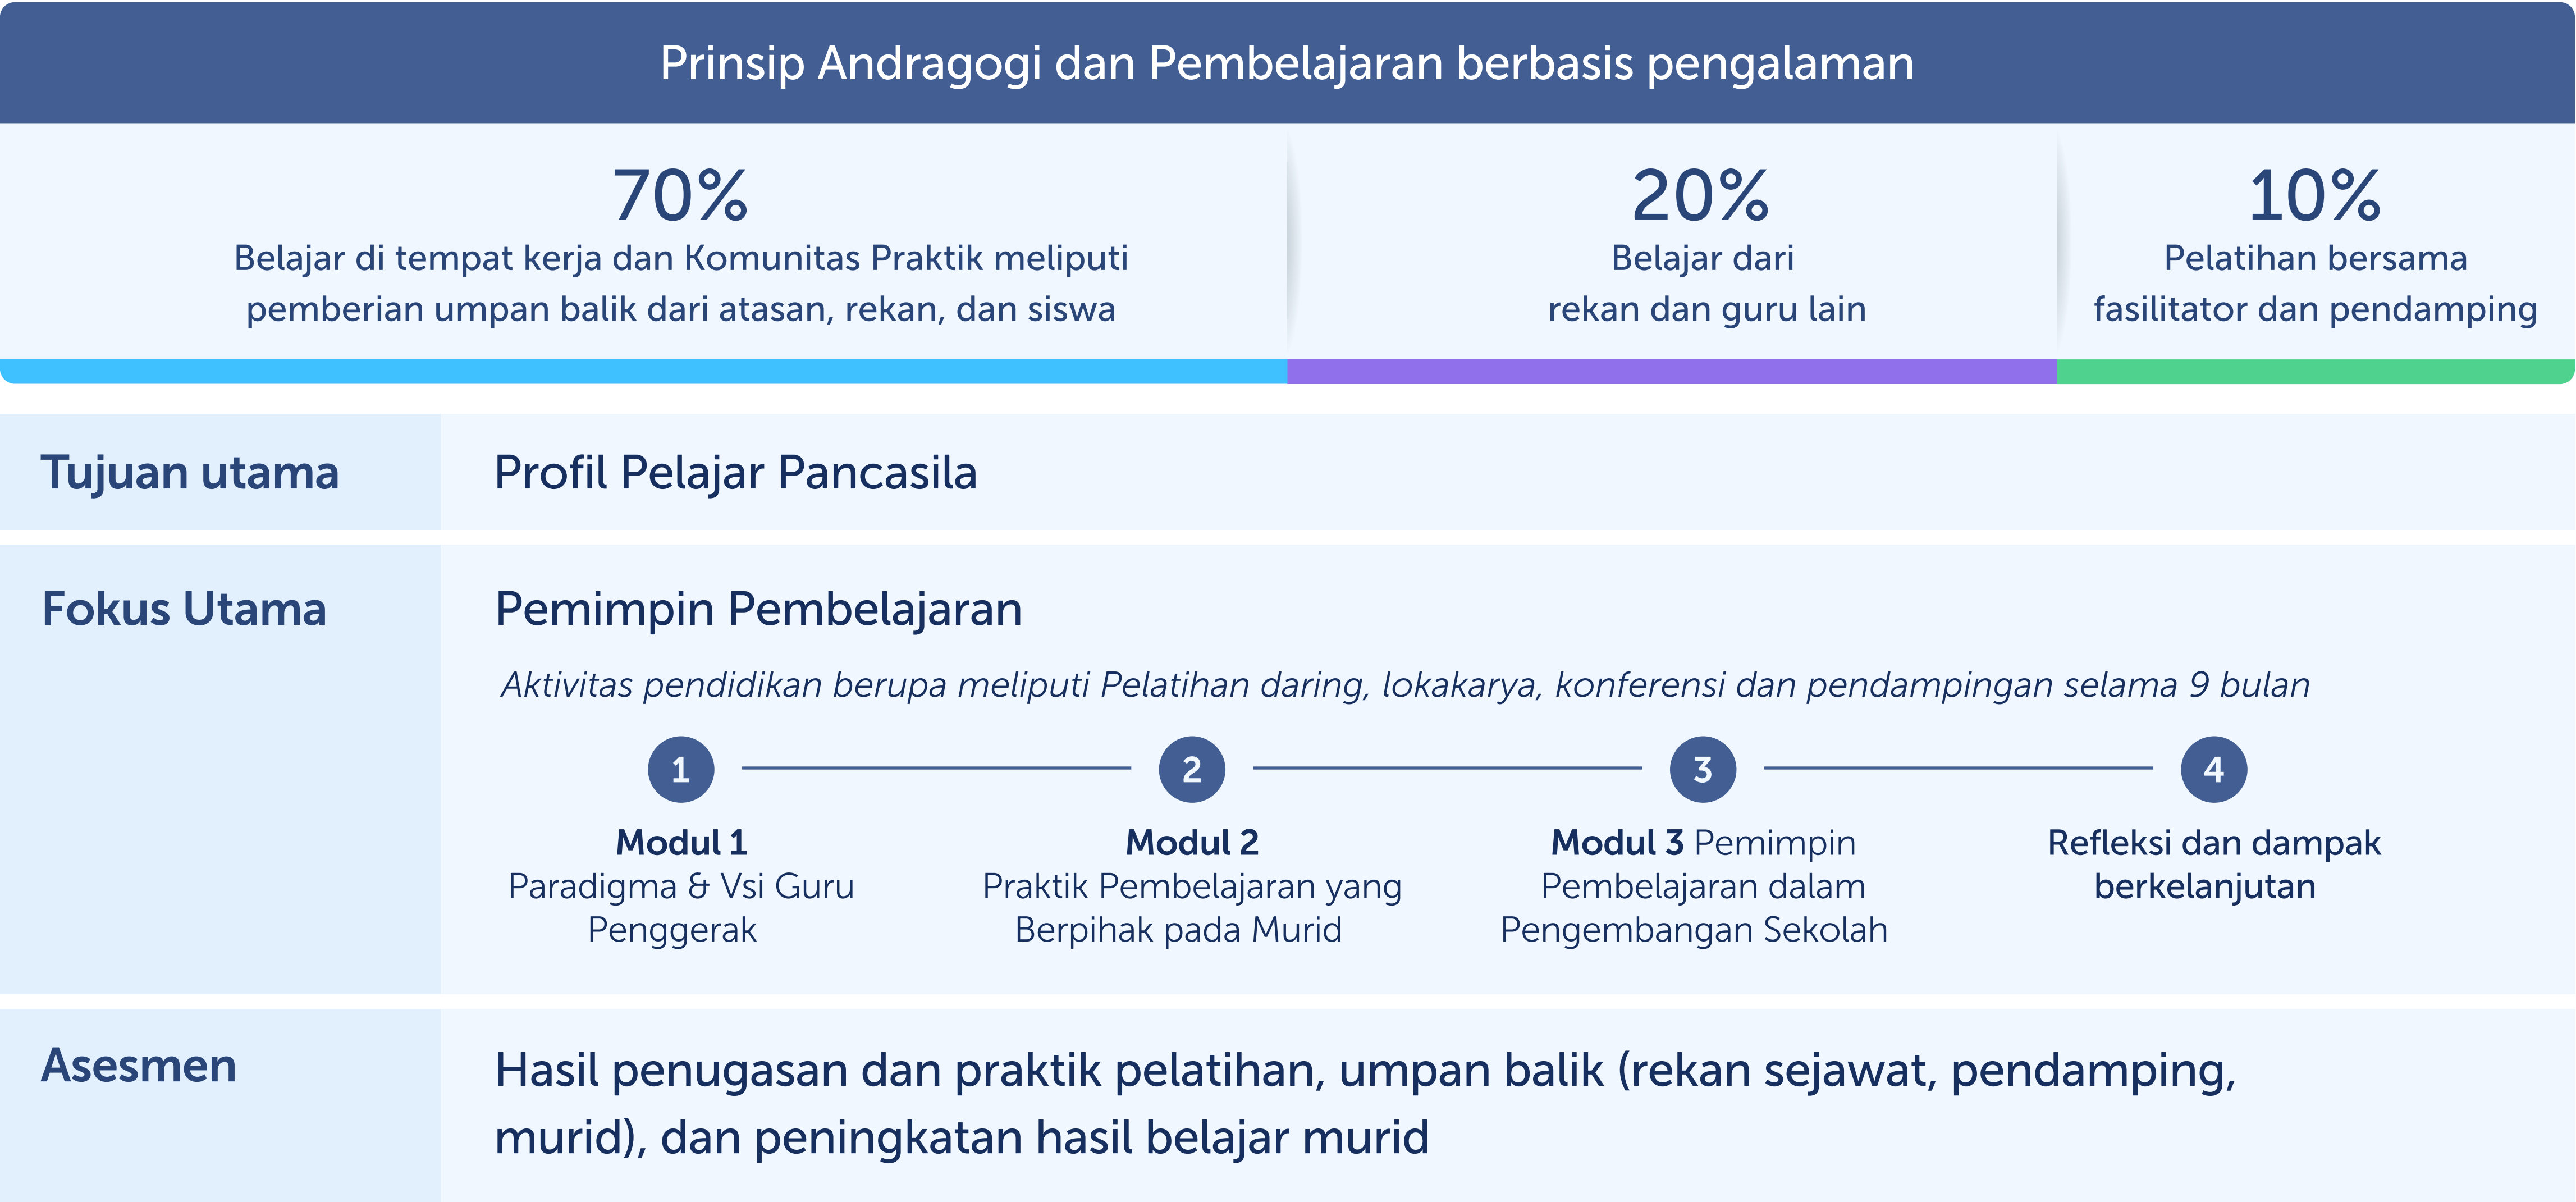 Prinsip Andragogi dan Pembelajaran berbasis pengalaman
70%
Belajar di tempat kerja dan Komunitas Praktik meliputi
pemberian umpan balik dari atasan, rekan, dan siswa
20%
Belajar dari
rekan dan guru lain
10%
Pelatihan bersama
fasilitator dan pendamping
Tujuan utama
Profil Pelajar Pancasila
Fokus Utama
Pemimpin Pembelajaran
Aktivitas pendidikan berupa meliputi Pelatihan daring, lokakarya, konferensi dan pendampingan selama 9 bulan
1
Modul 1
Paradigma & Vsi Guru
Penggerak
2
Modul 2
Praktik Pembelajaran yang
Berpihak pada Murid
3
Modul 3 Pemimpin
Pembelajaran dalam
Pengembangan Sekolah
4
Refleksi dan dampak
berkelanjutan
Asesmen
Hasil penugasan dan praktik pelatihan, umpan balik (rekan sejawat, pendamping,
murid), dan peningkatan hasil belajar murid